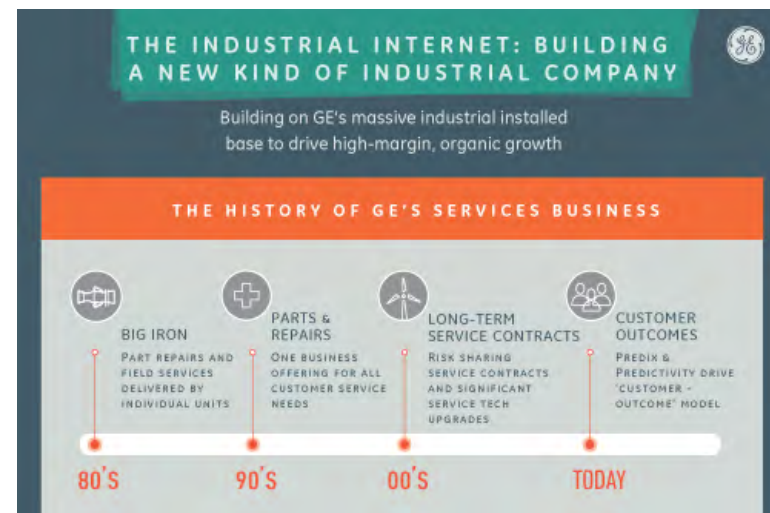 THE INDUSTRIAL INTERNET: BUILDING
A NEW KIND OF INDUSTRIAL COMPANY
GE
Building on GE's massive industrial installed
base to drive high-margin, organic growth
THE HISTORY OF GE'S SERVICES BUSINESS
BIG IRON
PART REPAIRS AND
FIELD SERVICES
DELIVERED BY
INDIVIDUAL UNITS
80'S
PARTS &
REPAIRS
ONE BUSINESS
OFFERING FOR ALL
CUSTOMER SERVICE
NEEDS
90'S
LONG-TERM
SERVICE CONTRACTS
RISK SHARING
SERVICE CONTRACTS
AND SIGNIFICANT
SERVICE TECH
UPGRADES
00'S
CUSTOMER
OUTCOMES
PREDIX &
PREDICTIVITY DRIVE
'CUSTOMER -
OUTCOME' MODEL
TODAY